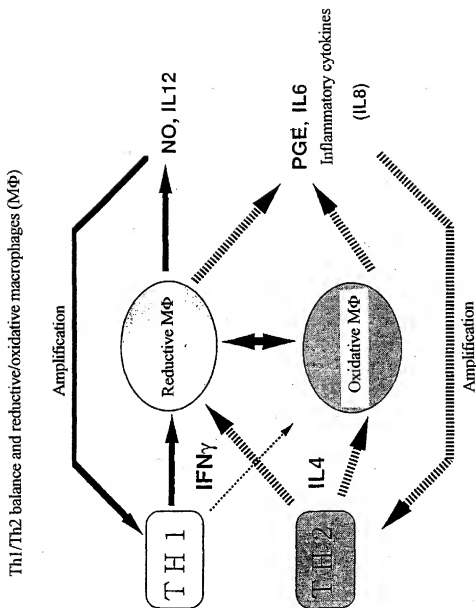 Th1/Th2 balance and reductive/oxidative macrophages (MΦ)
Amplification
TH1
IFNγ
Reductive MΦ
NO, IL12
TH2
IL4
Oxidative MΦ
PGE, IL6
Inflammatory cytokines
(IL8)
Amplification